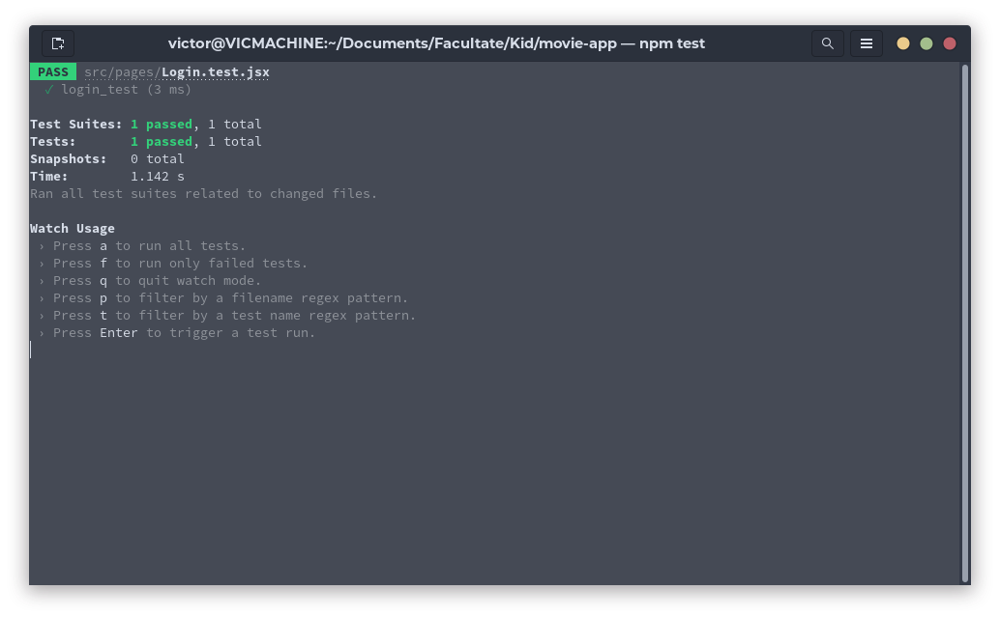 victor@VICMACHINE:~/Documents/Facultate/Kid/movie-app — npm test
PASS src/pages/Login.test.jsx
✓ login_test (3 ms)
Test Suites: 1 passed, 1 total
Tests: 1 passed, 1 total
Snapshots: 0 total
Time: 1.142 s
Ran all test suites related to changed files.
Watch Usage
› Press a to run all tests.
› Press f to run only failed tests.
› Press q to quit watch mode.
› Press p to filter by a filename regex pattern.
› Press t to filter by a test name regex pattern.
› Press Enter to trigger a test run.